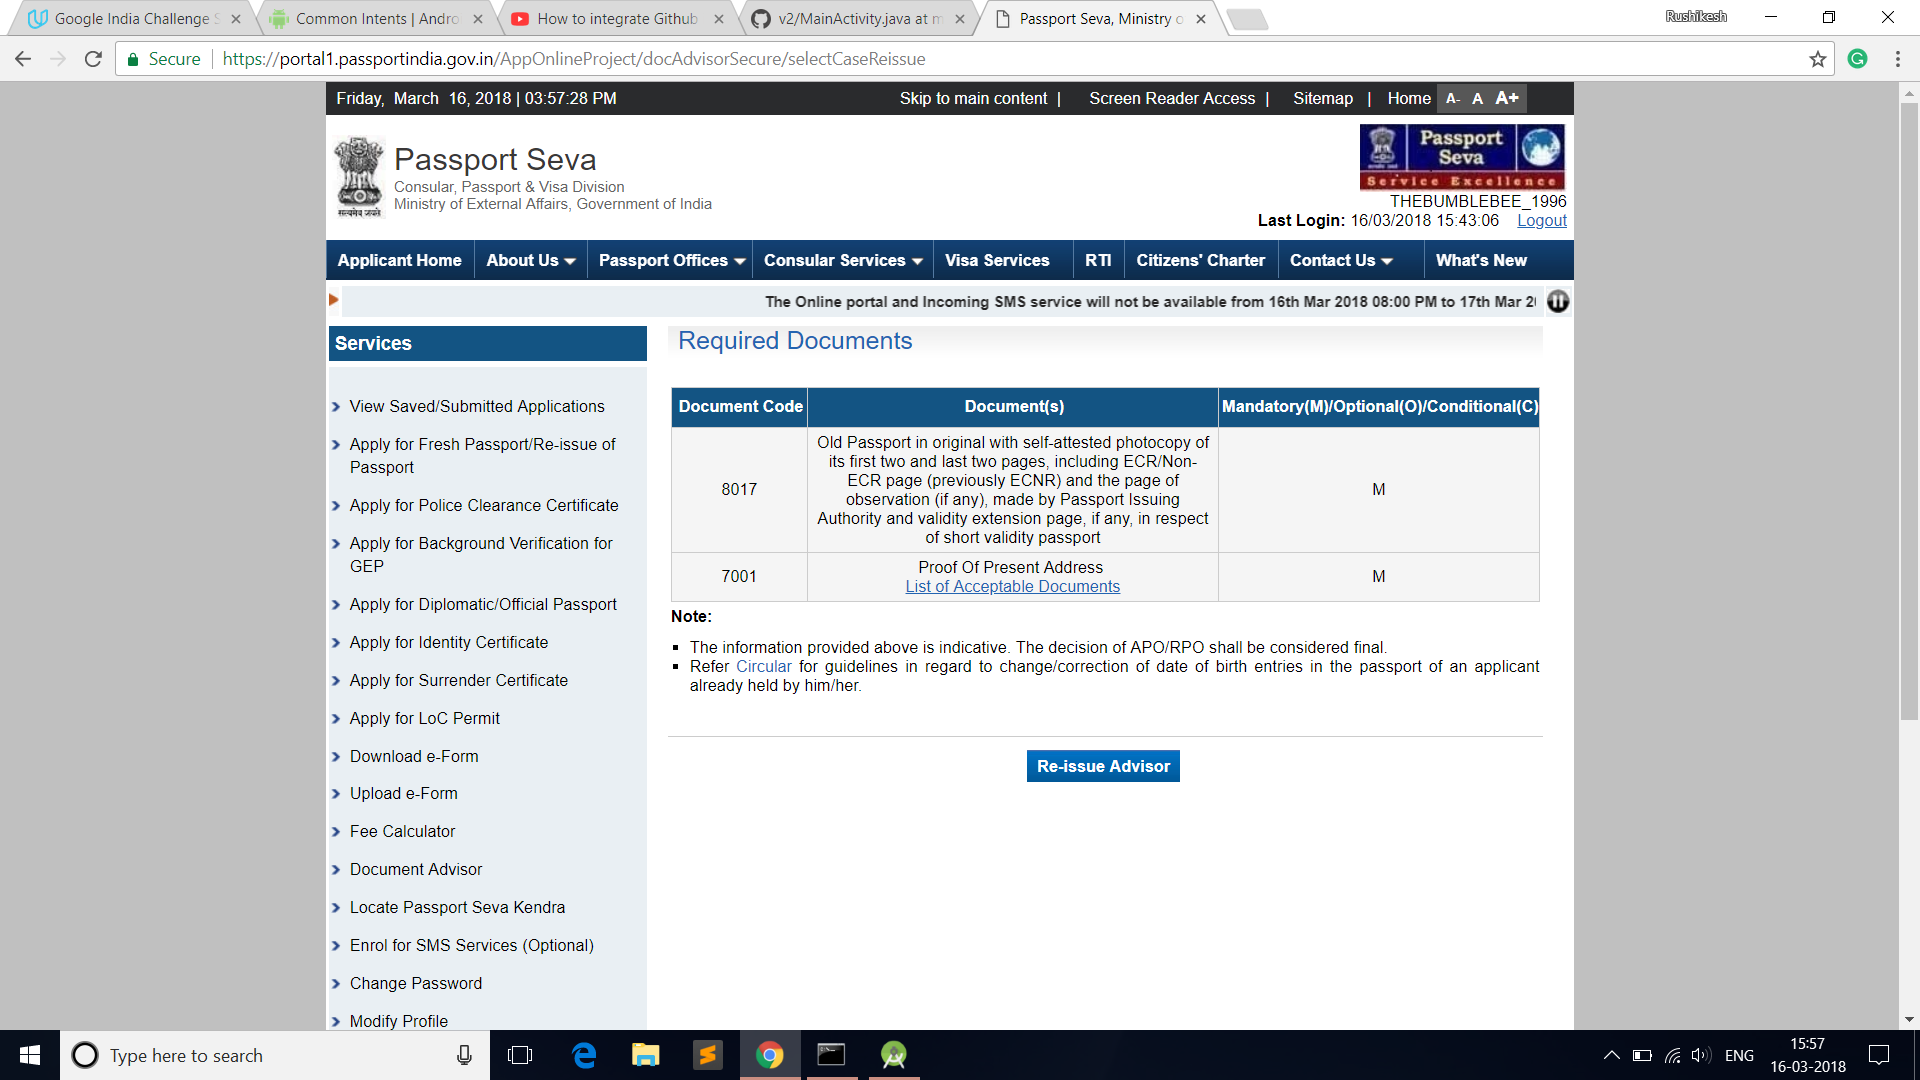 Google India Challenge S
Common Intents | Andro
How to integrate Github
v2/MainActivity.java at m
Passport Seva, Ministry o
Rushikesh
Secure
https://portal1.passportindia.gov.in/AppOnlineProject/docAdvisorSecure/selectCaseReissue
Friday, March 16, 2018 | 03:57:28 PM
Skip to main content | Screen Reader Access | Sitemap | Home A- A A+
Passport Seva
Consular, Passport & Visa Division
Ministry of External Affairs, Government of India
सत्यमेव जयते
Passport
Seva
Service Excellence
THEBUMBLEBEE_1996
Last Login: 16/03/2018 15:43:06 Logout
Applicant Home About Us Passport Offices Consular Services Visa Services RTI Citizens' Charter Contact Us What's New
The Online portal and Incoming SMS service will not be available from 16th Mar 2018 08:00 PM to 17th Mar 2
Services
View Saved/Submitted Applications
Apply for Fresh Passport/Re-issue of
Passport
Apply for Police Clearance Certificate
Apply for Background Verification for
GEP
Apply for Diplomatic/Official Passport
Apply for Identity Certificate
Apply for Surrender Certificate
Apply for LoC Permit
Download e-Form
Upload e-Form
Fee Calculator
Document Advisor
Locate Passport Seva Kendra
Enrol for SMS Services (Optional)
Change Password
Modify Profile
Required Documents
Document Code Document(s) Mandatory(M)/Optional(O)/Conditional(C)
8017
Old Passport in original with self-attested photocopy of
its first two and last two pages, including ECR/Non-
ECR page (previously ECNR) and the page of
observation (if any), made by Passport Issuing
Authority and validity extension page, if any, in respect
of short validity passport
M
7001
Proof Of Present Address
List of Acceptable Documents
M
Note:
The information provided above is indicative. The decision of APO/RPO shall be considered final.
Refer Circular for guidelines in regard to change/correction of date of birth entries in the passport of an applicant
already held by him/her.
Re-issue Advisor
Type here to search
ENG
15:57
16-03-2018